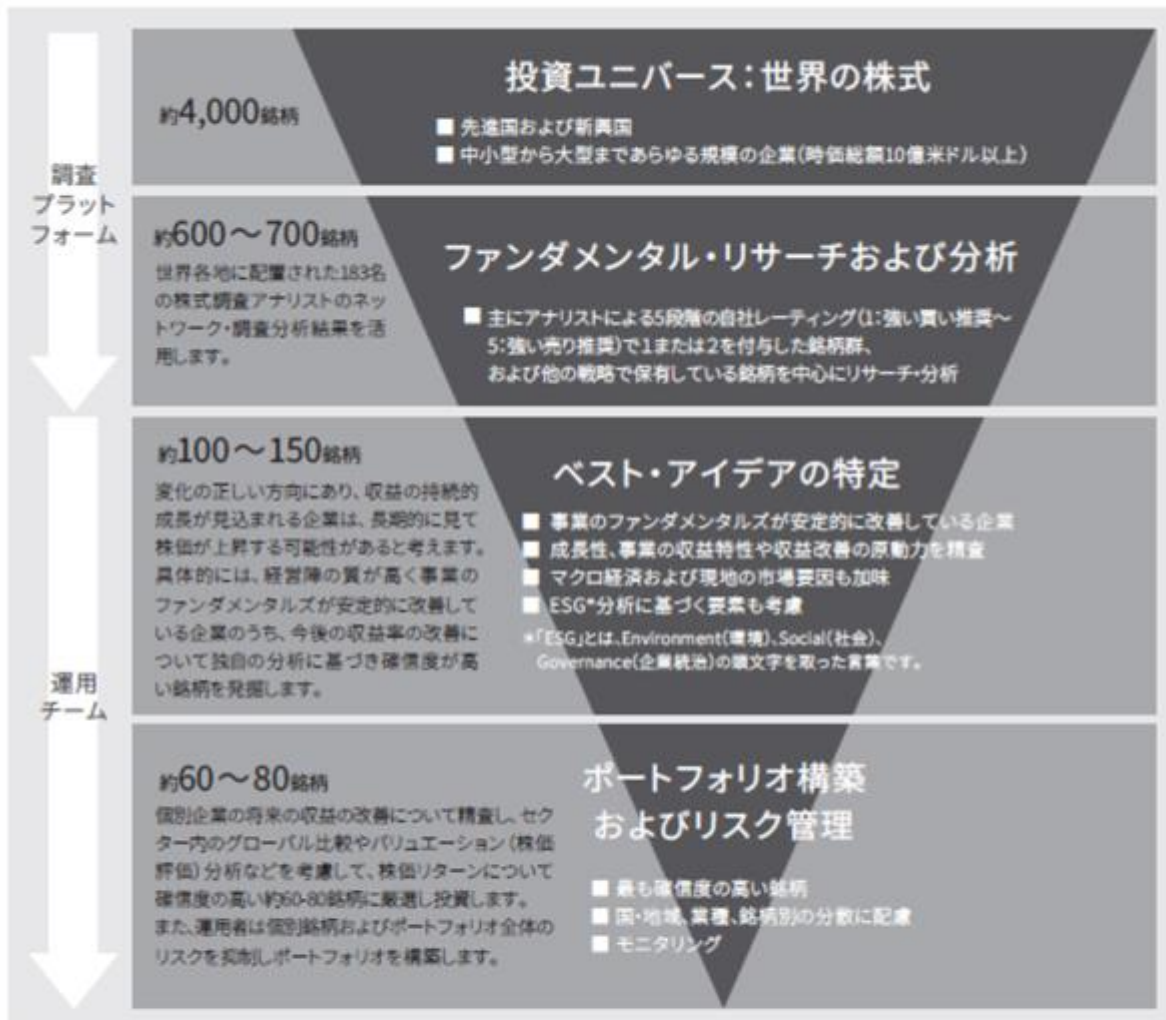 調査
プラット
フォーム
約4,000銘柄
投資ユニバース：世界の株式
■ 先進国および新興国
■ 中小型から大型まであらゆる規模の企業（時価総額10億米ドル以上）
約600～700銘柄
世界各地に配置された183名
の株式調査アナリストのネッ
トワーク・調査分析結果を活
用します。
ファンダメンタル・リサーチおよび分析
■ 主にアナリストによる5段階の自社レーティング（1：強い買い推奨～
5：強い売り推奨）で1または2を付与した銘柄群、
および他の戦略で保有している銘柄を中心にリサーチ・分析
運用
チーム
約100～150銘柄
変化の正しい方向にあり、収益の持続的
成長が見込まれる企業は、長期的に見て
株価が上昇する可能性があると考えます。
具体的には、経営陣の質が高く事業の
ファンダメンタルズが安定的に改善して
いる企業のうち、今後の収益率の改善に
ついて独自の分析に基づき確信度が高
い銘柄を発掘します。
ベスト・アイデアの特定
■ 事業のファンダメンタルズが安定的に改善している企業
■ 成長性、事業の収益特性や収益改善の原動力を精査
■ マクロ経済および現地の市場要因も加味
■ ESG*分析に基づく要素も考慮
*「ESG」とは、Environment（環境）、Social（社会）、
Governance（企業統治）の頭文字を取った言葉です。
約60～80銘柄
個別企業の将来の収益の改善について精査し、セク
ター内のグローバル比較やバリュエーション（株価
評価）分析などを考慮して、株価リターンについて
確信度の高い約60-80銘柄に厳選し投資します。
また、運用者は個別銘柄およびポートフォリオ全体の
リスクを抑制しポートフォリオを構築します。
ポートフォリオ構築
およびリスク管理
■ 最も確信度の高い銘柄
■ 国・地域、業種、銘柄別の分散に配慮
■ モニタリング